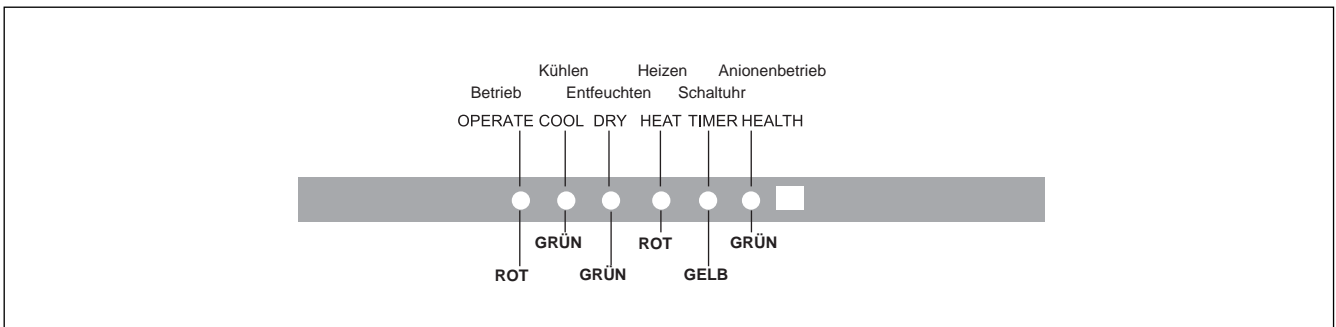 Kühlen Heizen Anionenbetrieb
Betrieb Entfeuchten Schaltuhr
OPERATE COOL DRY HEAT TIMER HEALTH
GRÜN ROT GRÜN
ROT GRÜN GELB